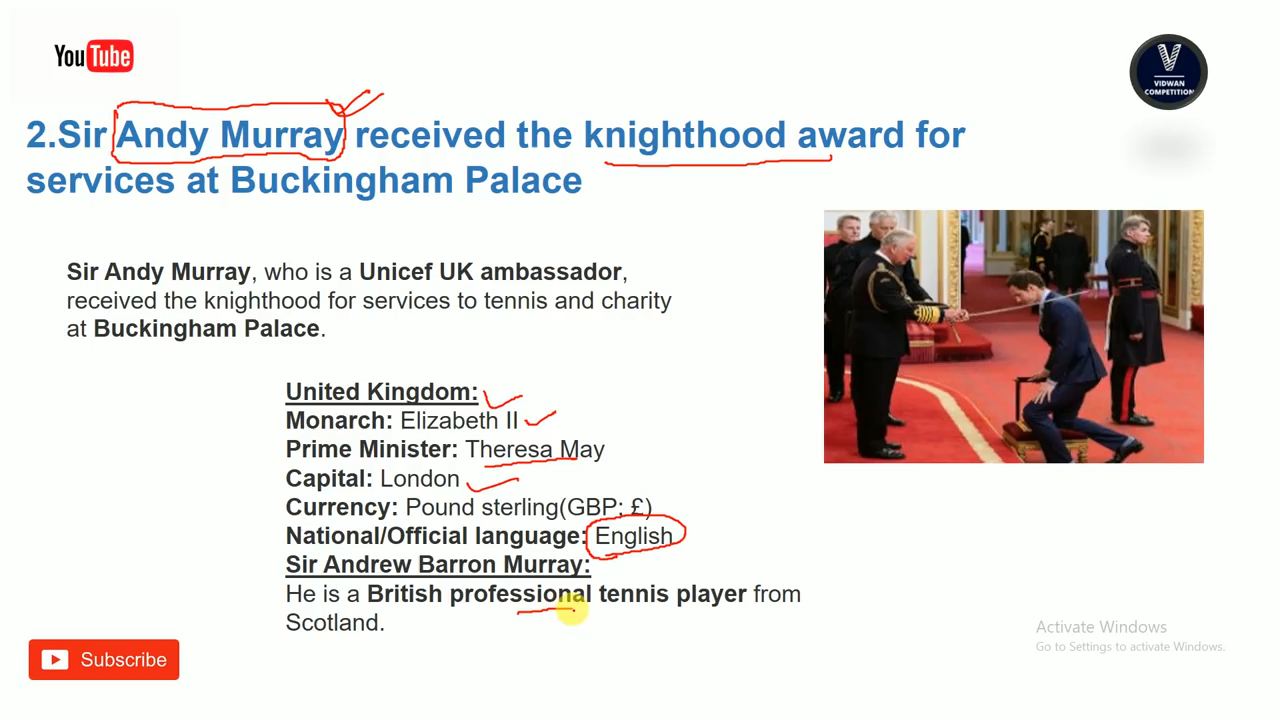 YouTube
V
VIDWAN
COMPETITION
2.Sir Andy Murray received the knighthood award for
services at Buckingham Palace
Sir Andy Murray, who is a Unicef UK ambassador,
received the knighthood for services to tennis and charity
at Buckingham Palace.
United Kingdom:
Monarch: Elizabeth II
Prime Minister: Theresa May
Capital: London
Currency: Pound sterling(GBP; £)
National/Official language: English
Sir Andrew Barron Murray:
He is a British professional tennis player from
Scotland.
Subscribe
Activate Windows
Go to Settings to activate Windows.